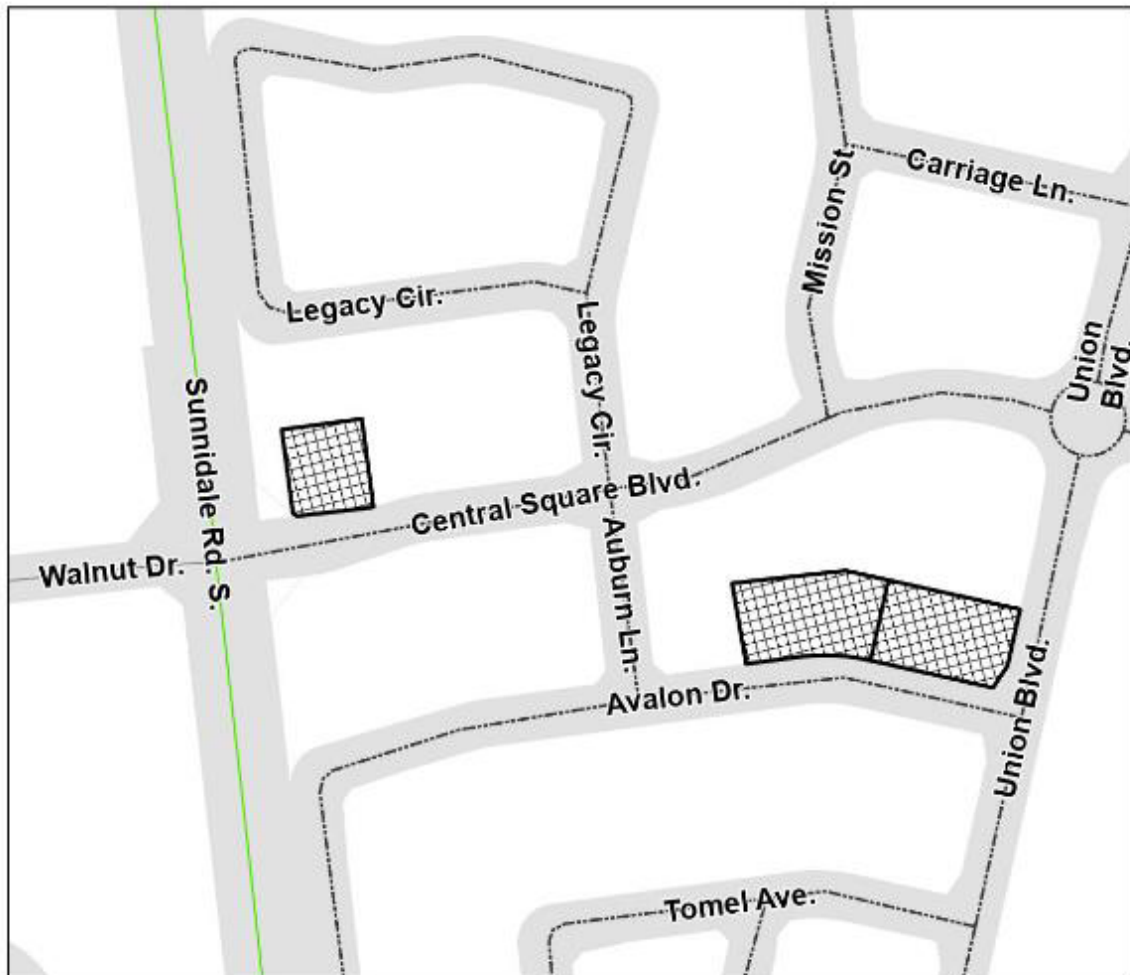 Carriage Ln.
Mission St
Legacy Cir.
Union
Blvd.
Legacy Cir.
Sunnidale Rd. S.
Central Square Blvd.
Walnut Dr.
Auburn Ln.
Avalon Dr.
Union Blvd.
Tomel Ave.